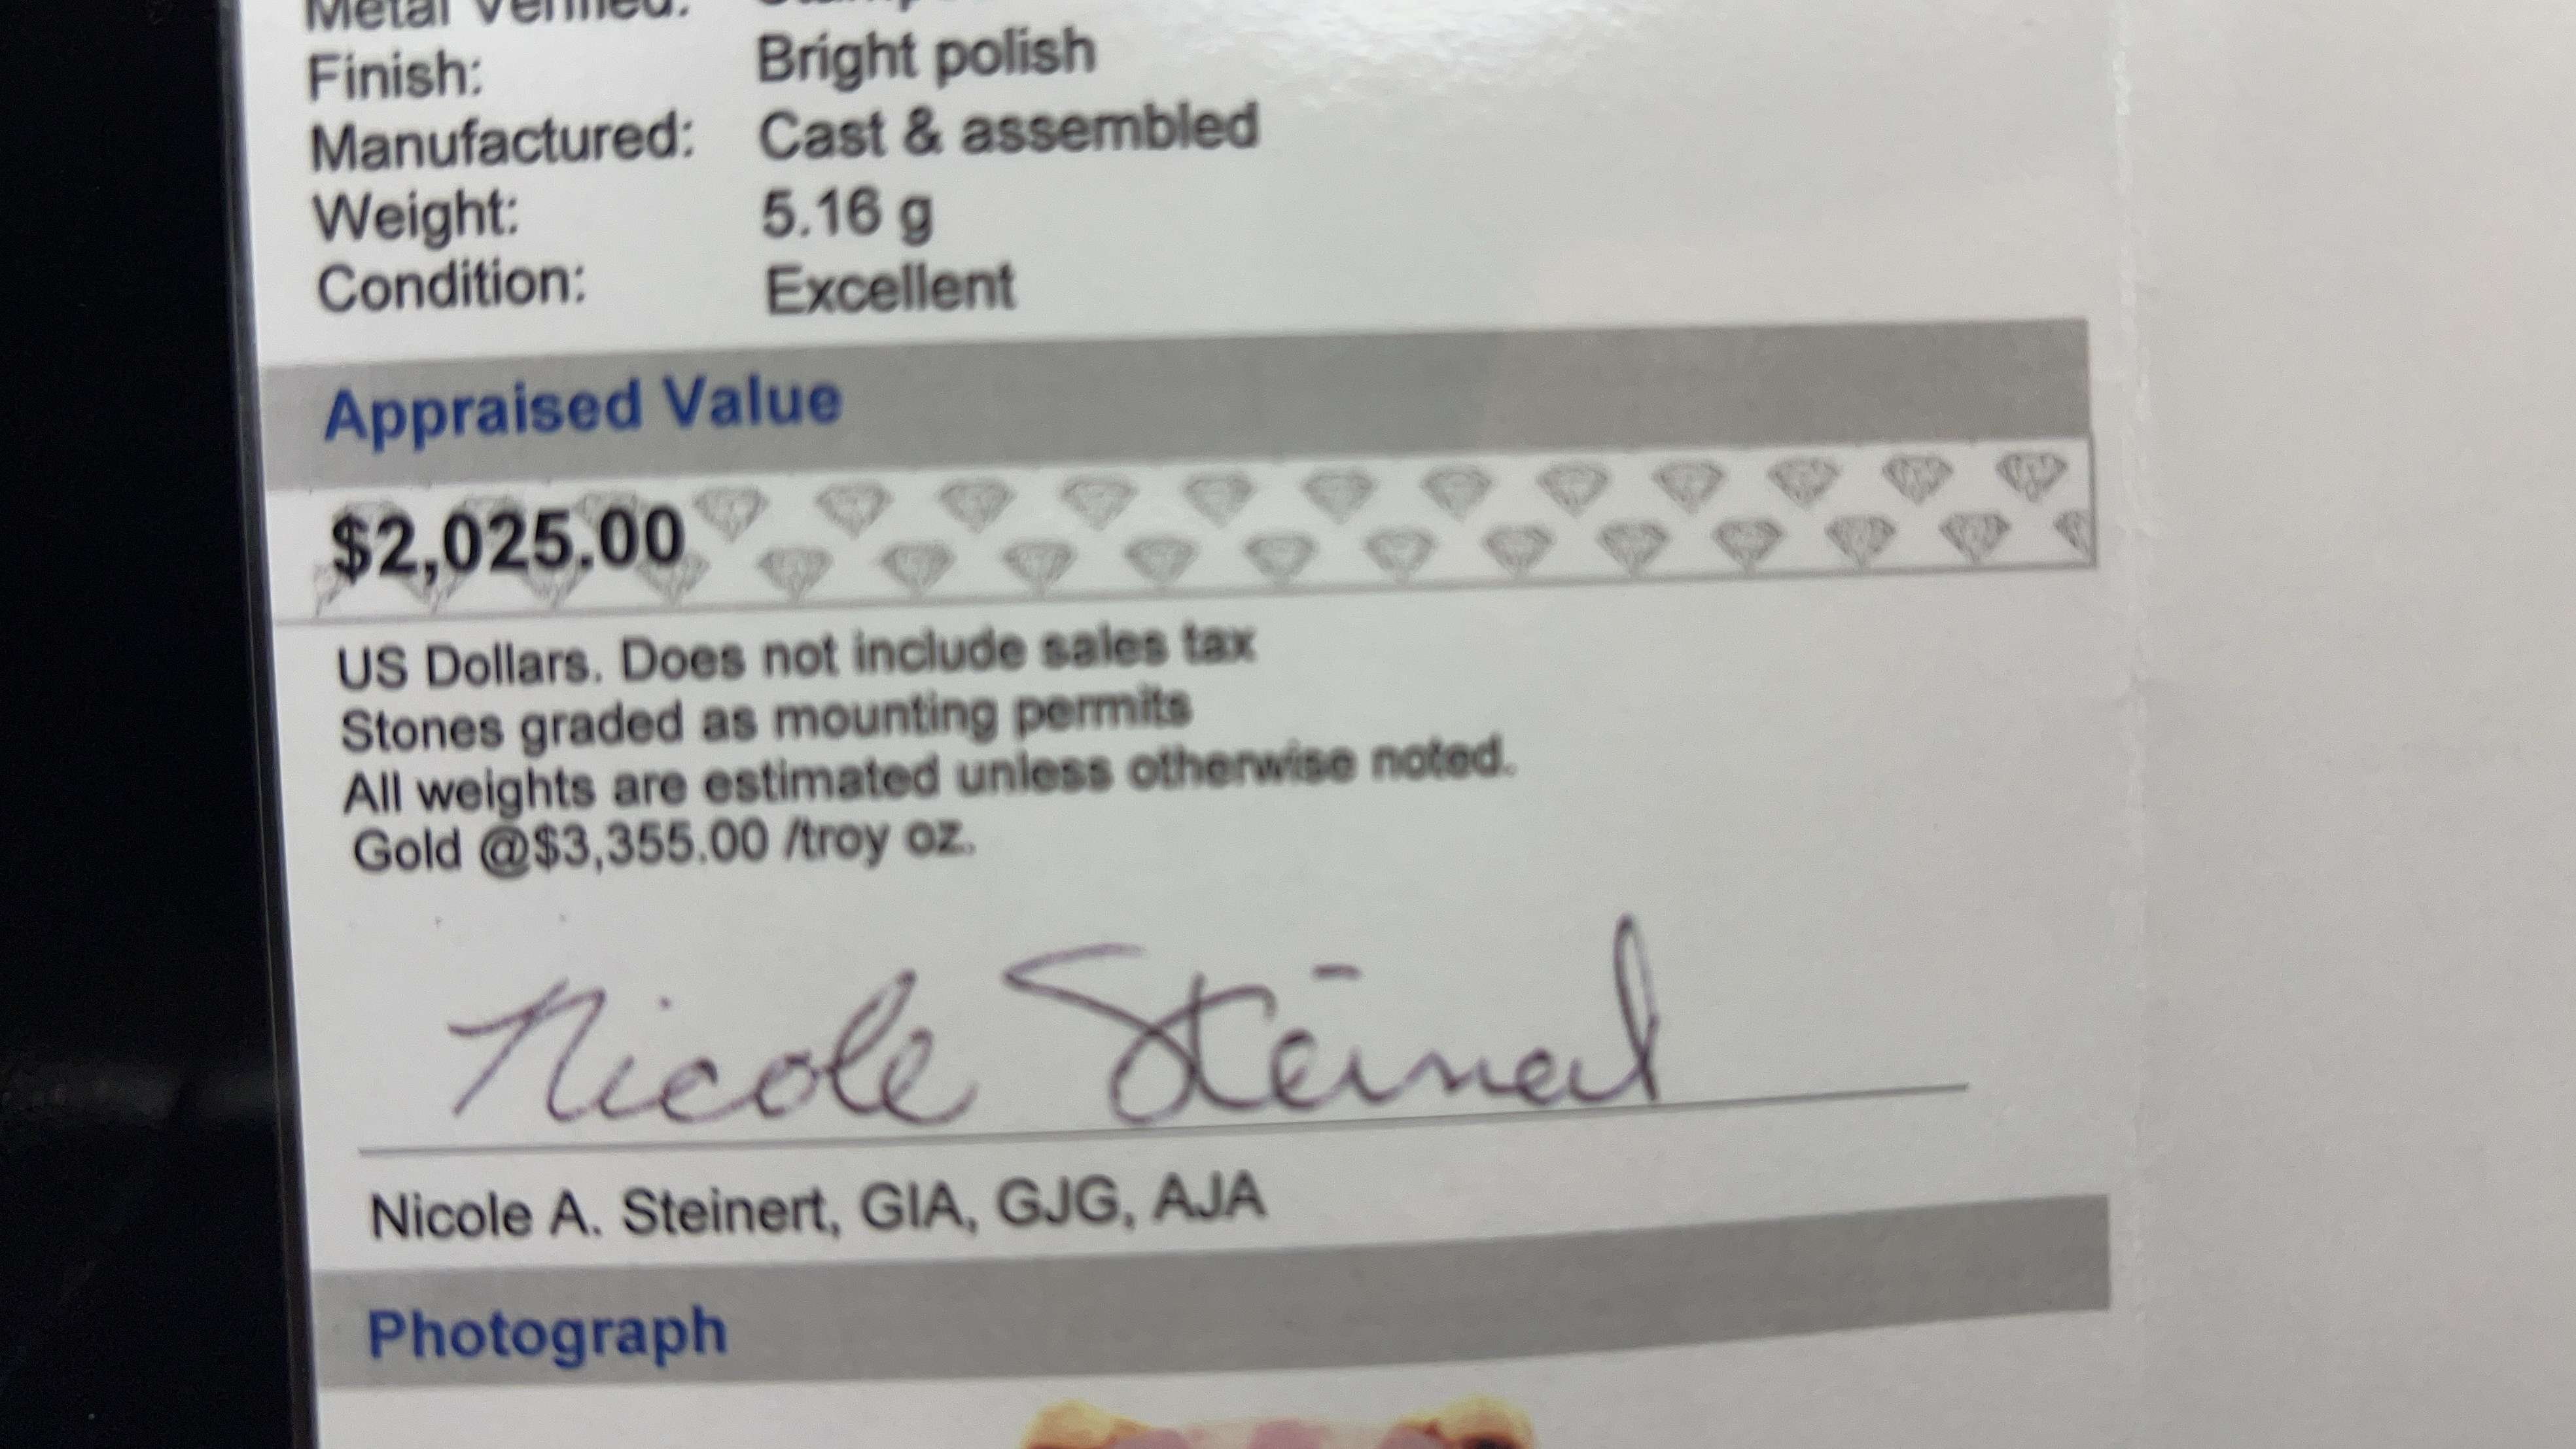 Metal Verified:
Finish: Bright polish
Manufactured: Cast & assembled
Weight: 5.16 g
Condition: Excellent
Appraised Value
$2,025.00
US Dollars. Does not include sales tax
Stones graded as mounting permits
All weights are estimated unless otherwise noted.
Gold @$3,355.00 /troy oz.
Nicole Steinert
Nicole A. Steinert, GIA, GJG, AJA
Photograph